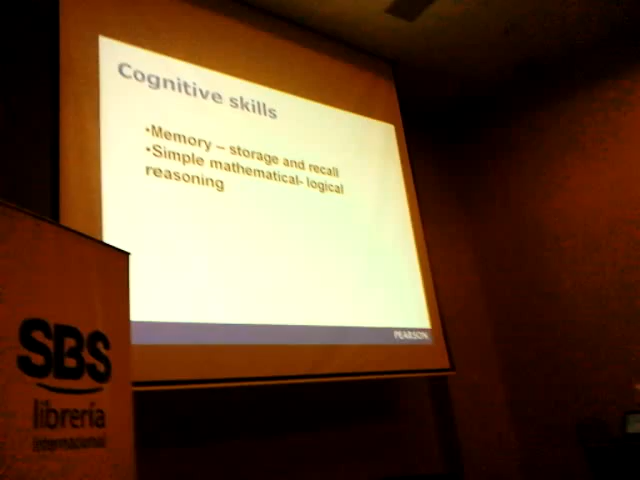 Cognitive skills
•Memory – storage and recall
•Simple mathematical- logical
reasoning
PEARSON
SBS
librería
internacional